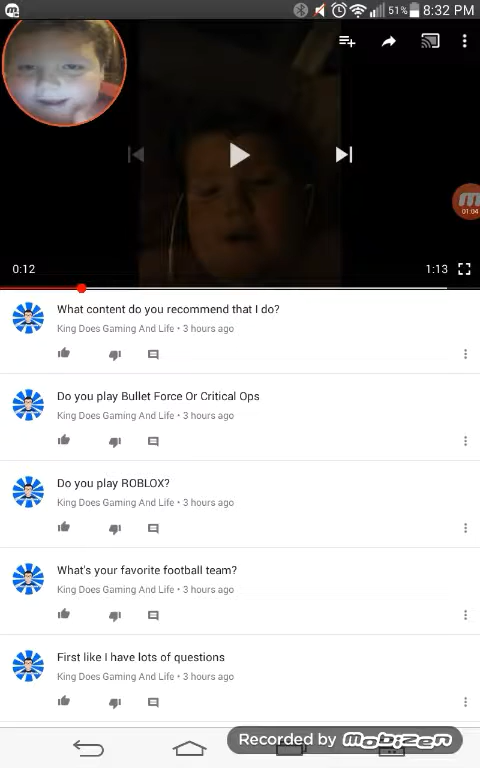 51% 8:32 PM
01:04
0:12
1:13
What content do you recommend that I do?
King Does Gaming And Life • 3 hours ago
Do you play Bullet Force Or Critical Ops
King Does Gaming And Life • 3 hours ago
Do you play ROBLOX?
King Does Gaming And Life • 3 hours ago
What's your favorite football team?
King Does Gaming And Life • 3 hours ago
First like I have lots of questions
King Does Gaming And Life • 3 hours ago
Recorded by mobizen